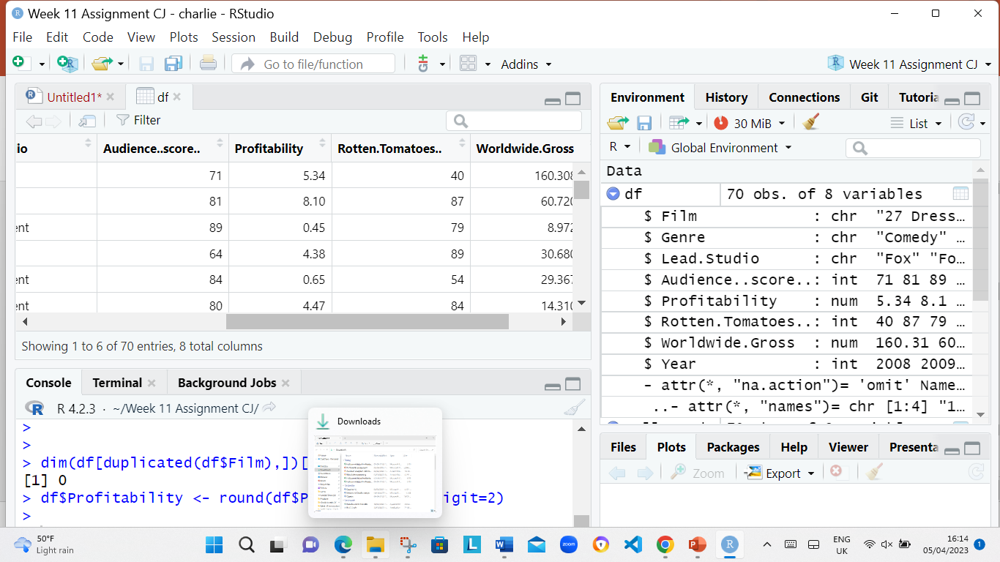 Week 11 Assignment CJ - charlie - RStudio
File Edit Code View Plots Session Build Debug Profile Tools Help
Go to file/function Addins Week 11 Assignment CJ
Untitled1* df
Filter
io Audience..score.. Profitability Rotten.Tomatoes.. Worldwide.Gross
71 5.34 40 160.308
81 8.10 87 60.720
ent 89 0.45 79 8.972
64 4.38 89 30.680
ent 84 0.65 54 29.367
ent 80 4.47 84 14.310
Showing 1 to 6 of 70 entries, 8 total columns
Console Terminal Background Jobs
R 4.2.3 · ~/Week 11 Assignment CJ/
>
>
> dim(df[duplicated(df$Film),])[
[1] 0
> df$Profitability <- round(df$P igit=2)
>
Downloads
Environment History Connections Git Tutoria
30 MiB List
R Global Environment
Data
df 70 obs. of 8 variables
$ Film : chr "27 Dress…
$ Genre : chr "Comedy" …
$ Lead.Studio : chr "Fox" "Fo…
$ Audience..score..: int 71 81 89 …
$ Profitability : num 5.34 8.1 …
$ Rotten.Tomatoes..: int 40 87 79 …
$ Worldwide.Gross : num 160.31 60…
$ Year : int 2008 2009…
- attr(*, "na.action")= 'omit' Name…
..- attr(*, "names")= chr [1:4] "1…
Files Plots Packages Help Viewer Presenta
Zoom Export
50°F
Light rain
zoom
ENG
UK
16:14
05/04/2023
1